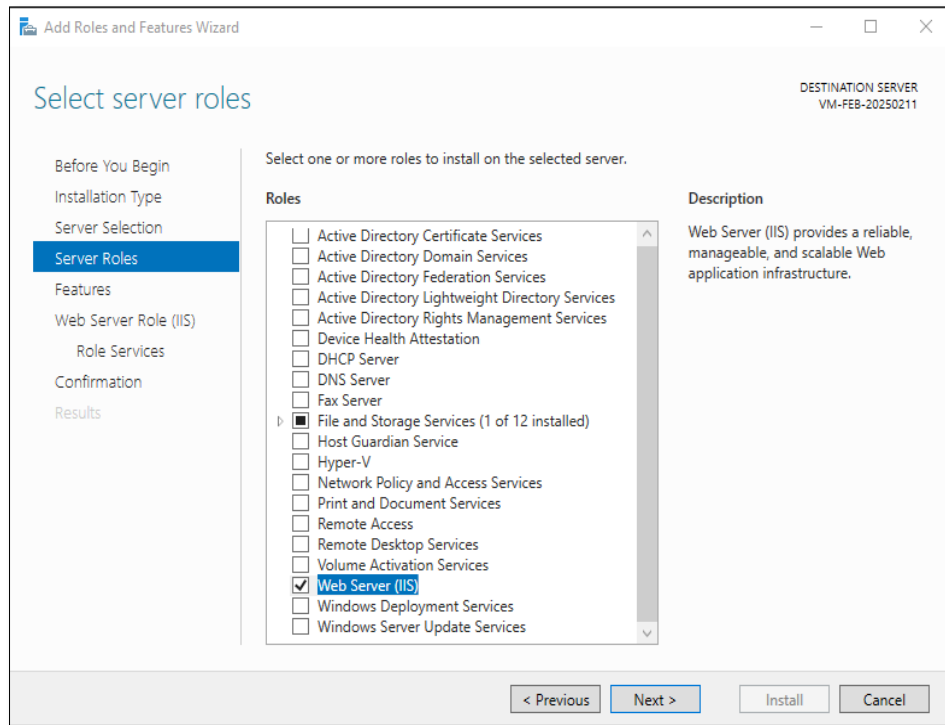 Add Roles and Features Wizard
Select server roles
DESTINATION SERVER
VM-FEB-20250211
Before You Begin
Installation Type
Server Selection
Server Roles
Features
Web Server Role (IIS)
Role Services
Confirmation
Results
Select one or more roles to install on the selected server.
Roles
Active Directory Certificate Services
Active Directory Domain Services
Active Directory Federation Services
Active Directory Lightweight Directory Services
Active Directory Rights Management Services
Device Health Attestation
DHCP Server
DNS Server
Fax Server
File and Storage Services (1 of 12 installed)
Host Guardian Service
Hyper-V
Network Policy and Access Services
Print and Document Services
Remote Access
Remote Desktop Services
Volume Activation Services
Web Server (IIS)
Windows Deployment Services
Windows Server Update Services
Description
Web Server (IIS) provides a reliable,
manageable, and scalable Web
application infrastructure.
< Previous
Next >
Install
Cancel